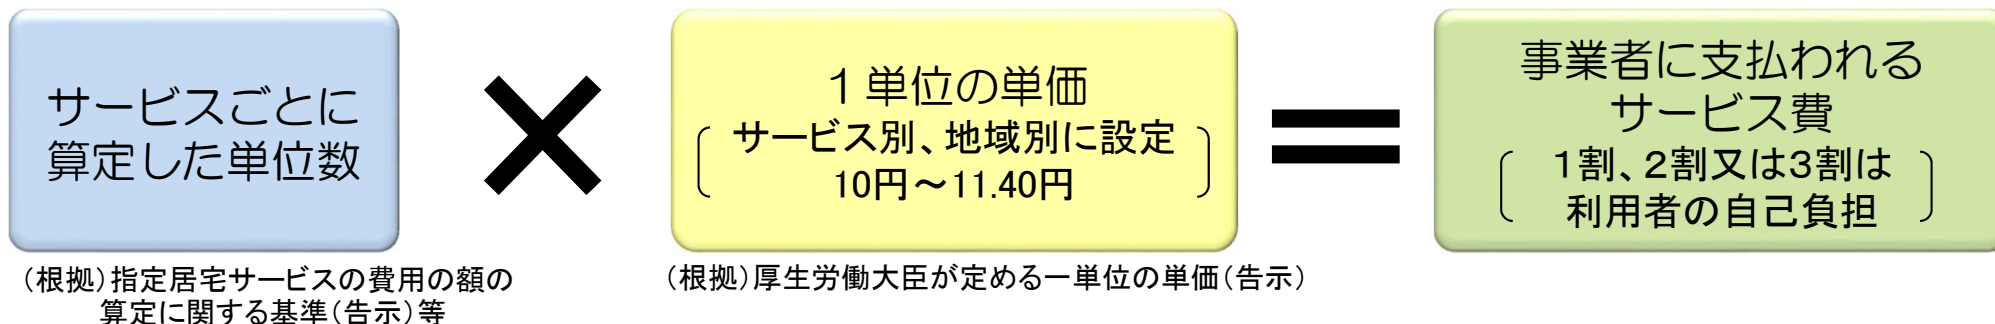 サービスごとに
算定した単位数
(根拠)指定居宅サービスの費用の額の
算定に関する基準(告示)等
×
1単位の単価
サービス別、地域別に設定
10円～11.40円
(根拠)厚生労働大臣が定める一単位の単価(告示)
＝
事業者に支払われる
サービス費
1割、2割又は3割は
利用者の自己負担